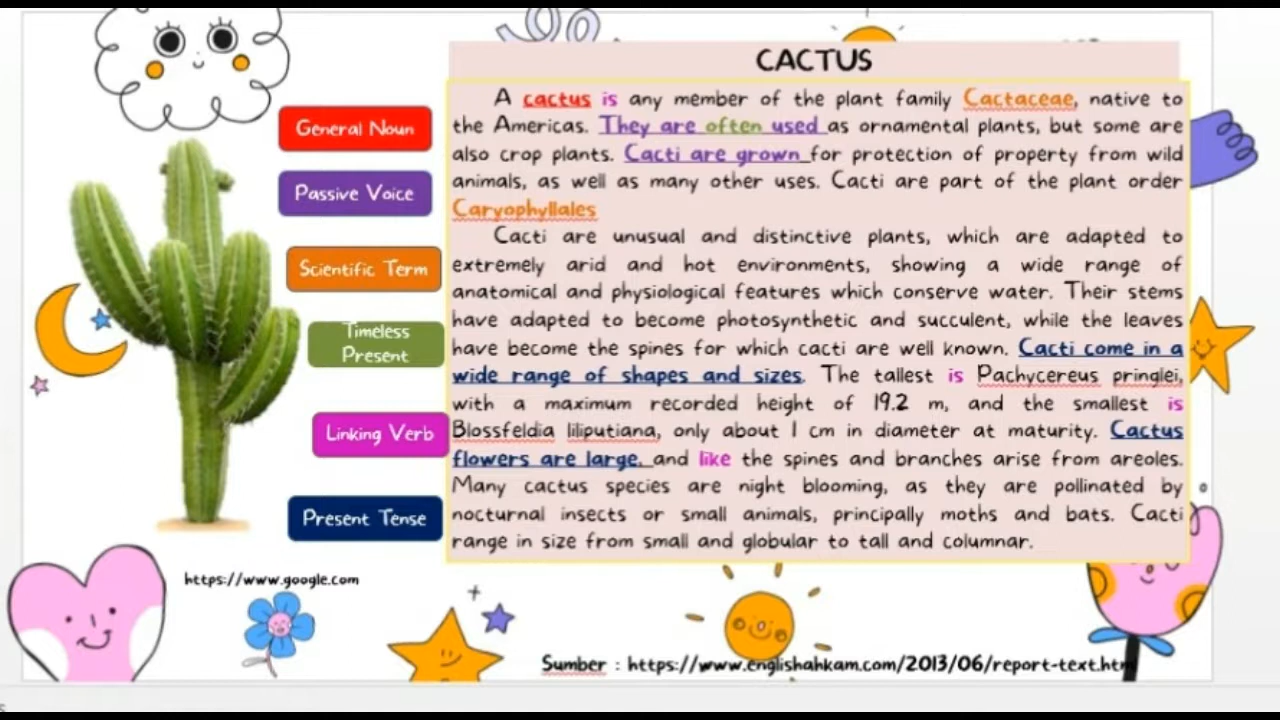 CACTUS
General Noun
Passive Voice
Scientific Term
Timeless
Present
Linking Verb
Present Tense
A cactus is any member of the plant family Cactaceae, native to
the Americas. They are often used as ornamental plants, but some are
also crop plants. Cacti are grown for protection of property from wild
animals, as well as many other uses. Cacti are part of the plant order
Caryophyllales
Cacti are unusual and distinctive plants, which are adapted to
extremely arid and hot environments, showing a wide range of
anatomical and physiological features which conserve water. Their stems
have adapted to become photosynthetic and succulent, while the leaves
have become the spines for which cacti are well known. Cacti come in a
wide range of shapes and sizes. The tallest is Pachycereus pringlei,
with a maximum recorded height of 19.2 m, and the smallest is
Blossfeldia liliputiana, only about 1 cm in diameter at maturity. Cactus
flowers are large, and like the spines and branches arise from areoles.
Many cactus species are night blooming, as they are pollinated by
nocturnal insects or small animals, principally moths and bats. Cacti
range in size from small and globular to tall and columnar.
https://www.google.com
Sumber : https://www.englishahkam.com/2013/06/report-text.htm